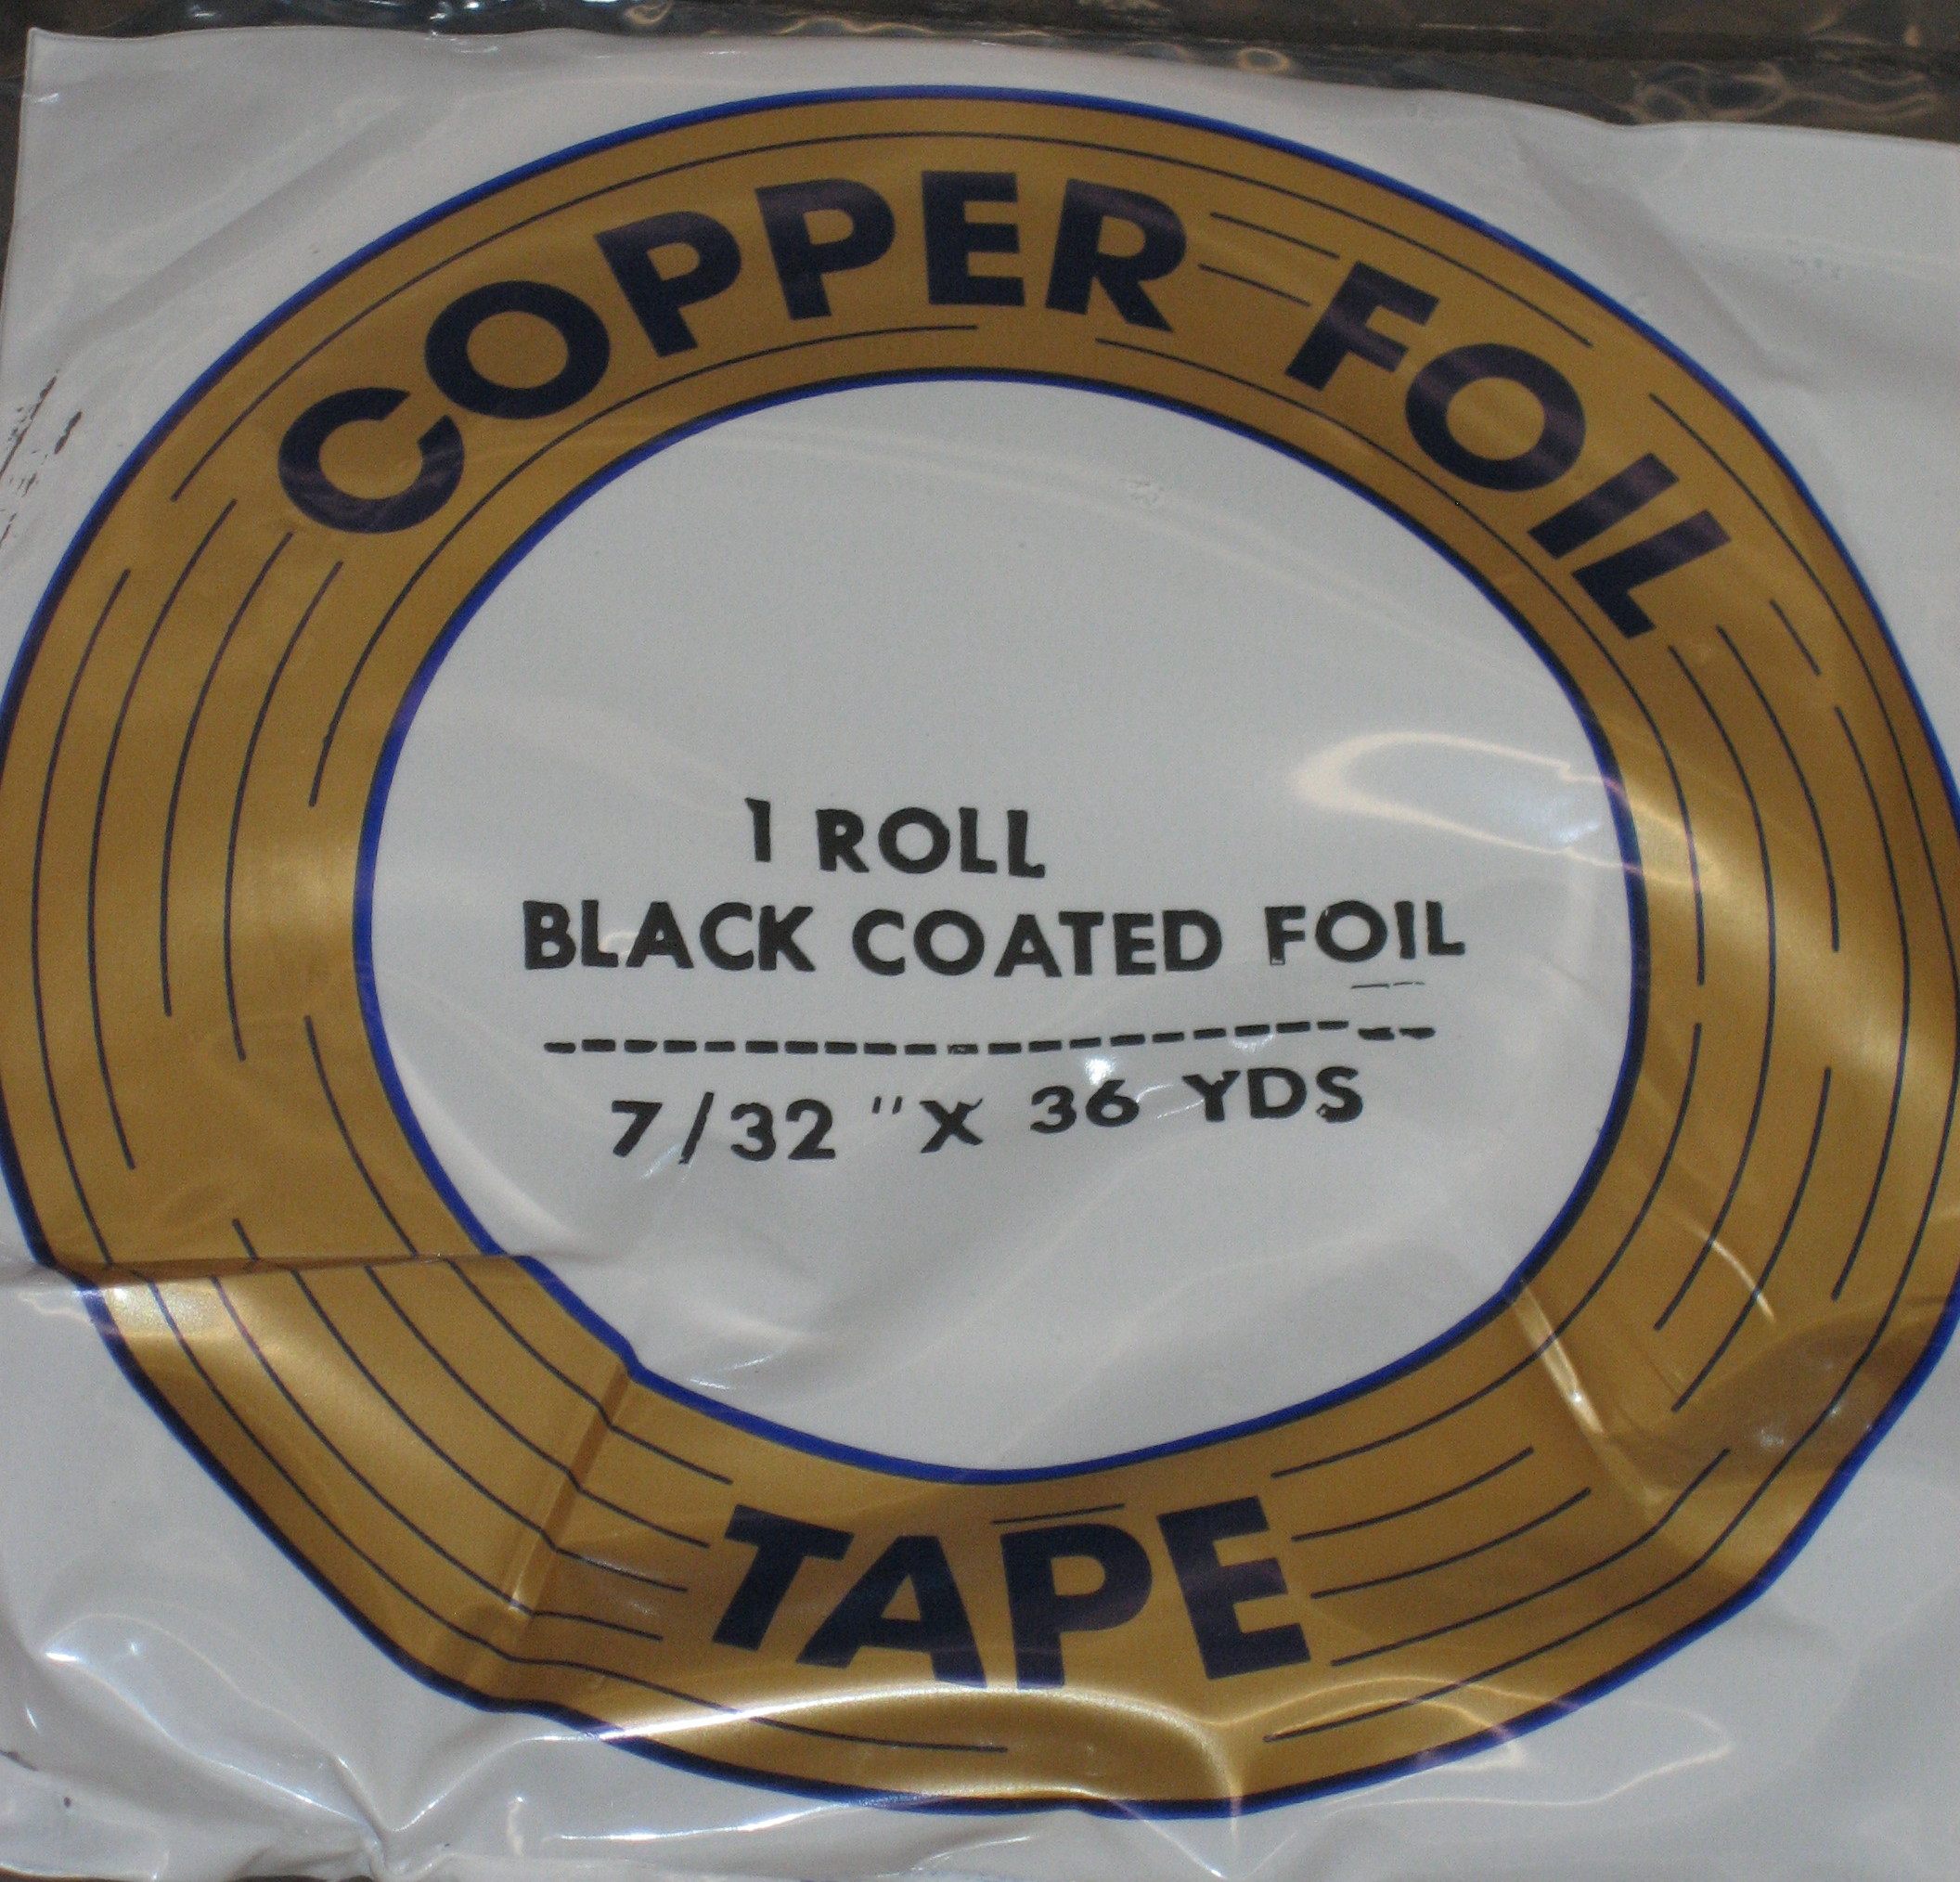 COPPER FOIL
1 ROLL
BLACK COATED FOIL
7/32 "X 36 YDS
TAPE